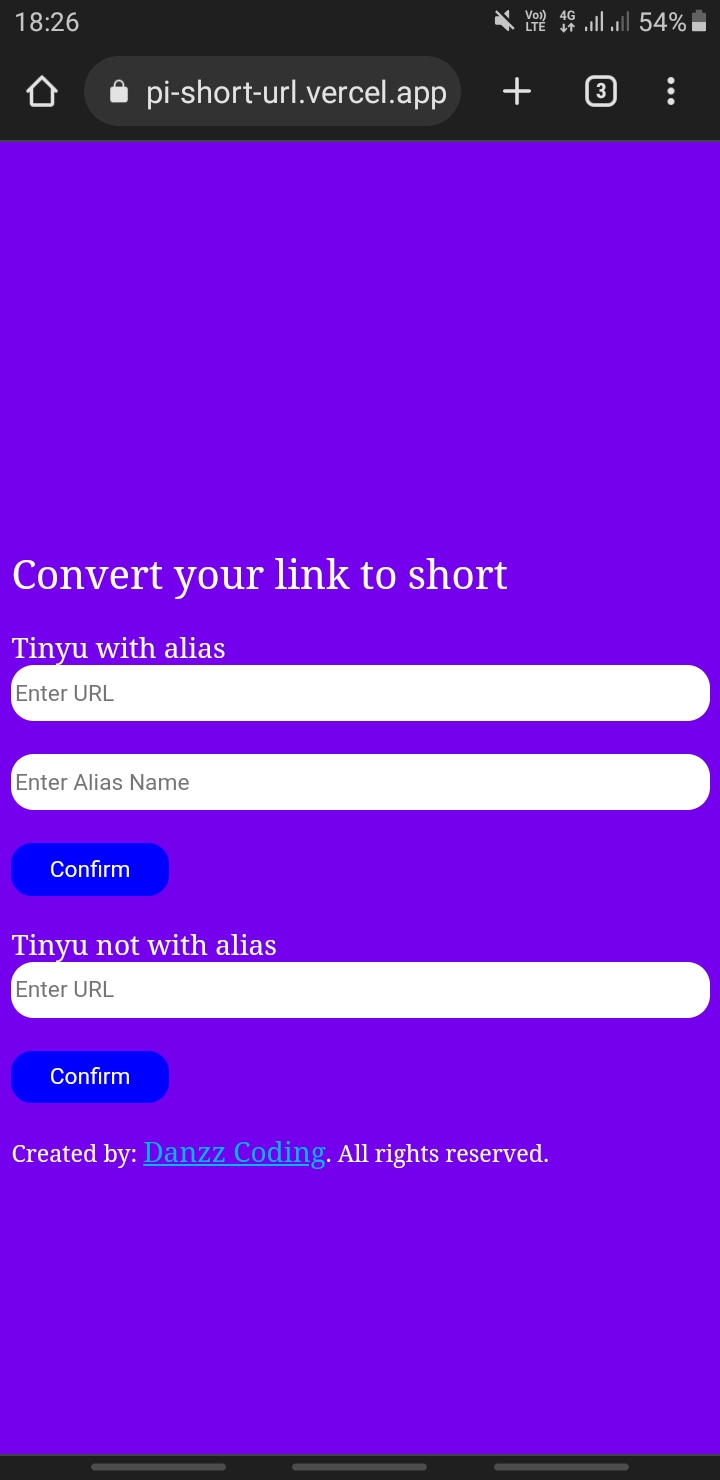 18:26 Vo)) LTE 4G 54%
pi-short-url.vercel.app 3
Convert your link to short
Tinyu with alias
Enter URL
Enter Alias Name
Confirm
Tinyu not with alias
Enter URL
Confirm
Created by: Danzz Coding. All rights reserved.